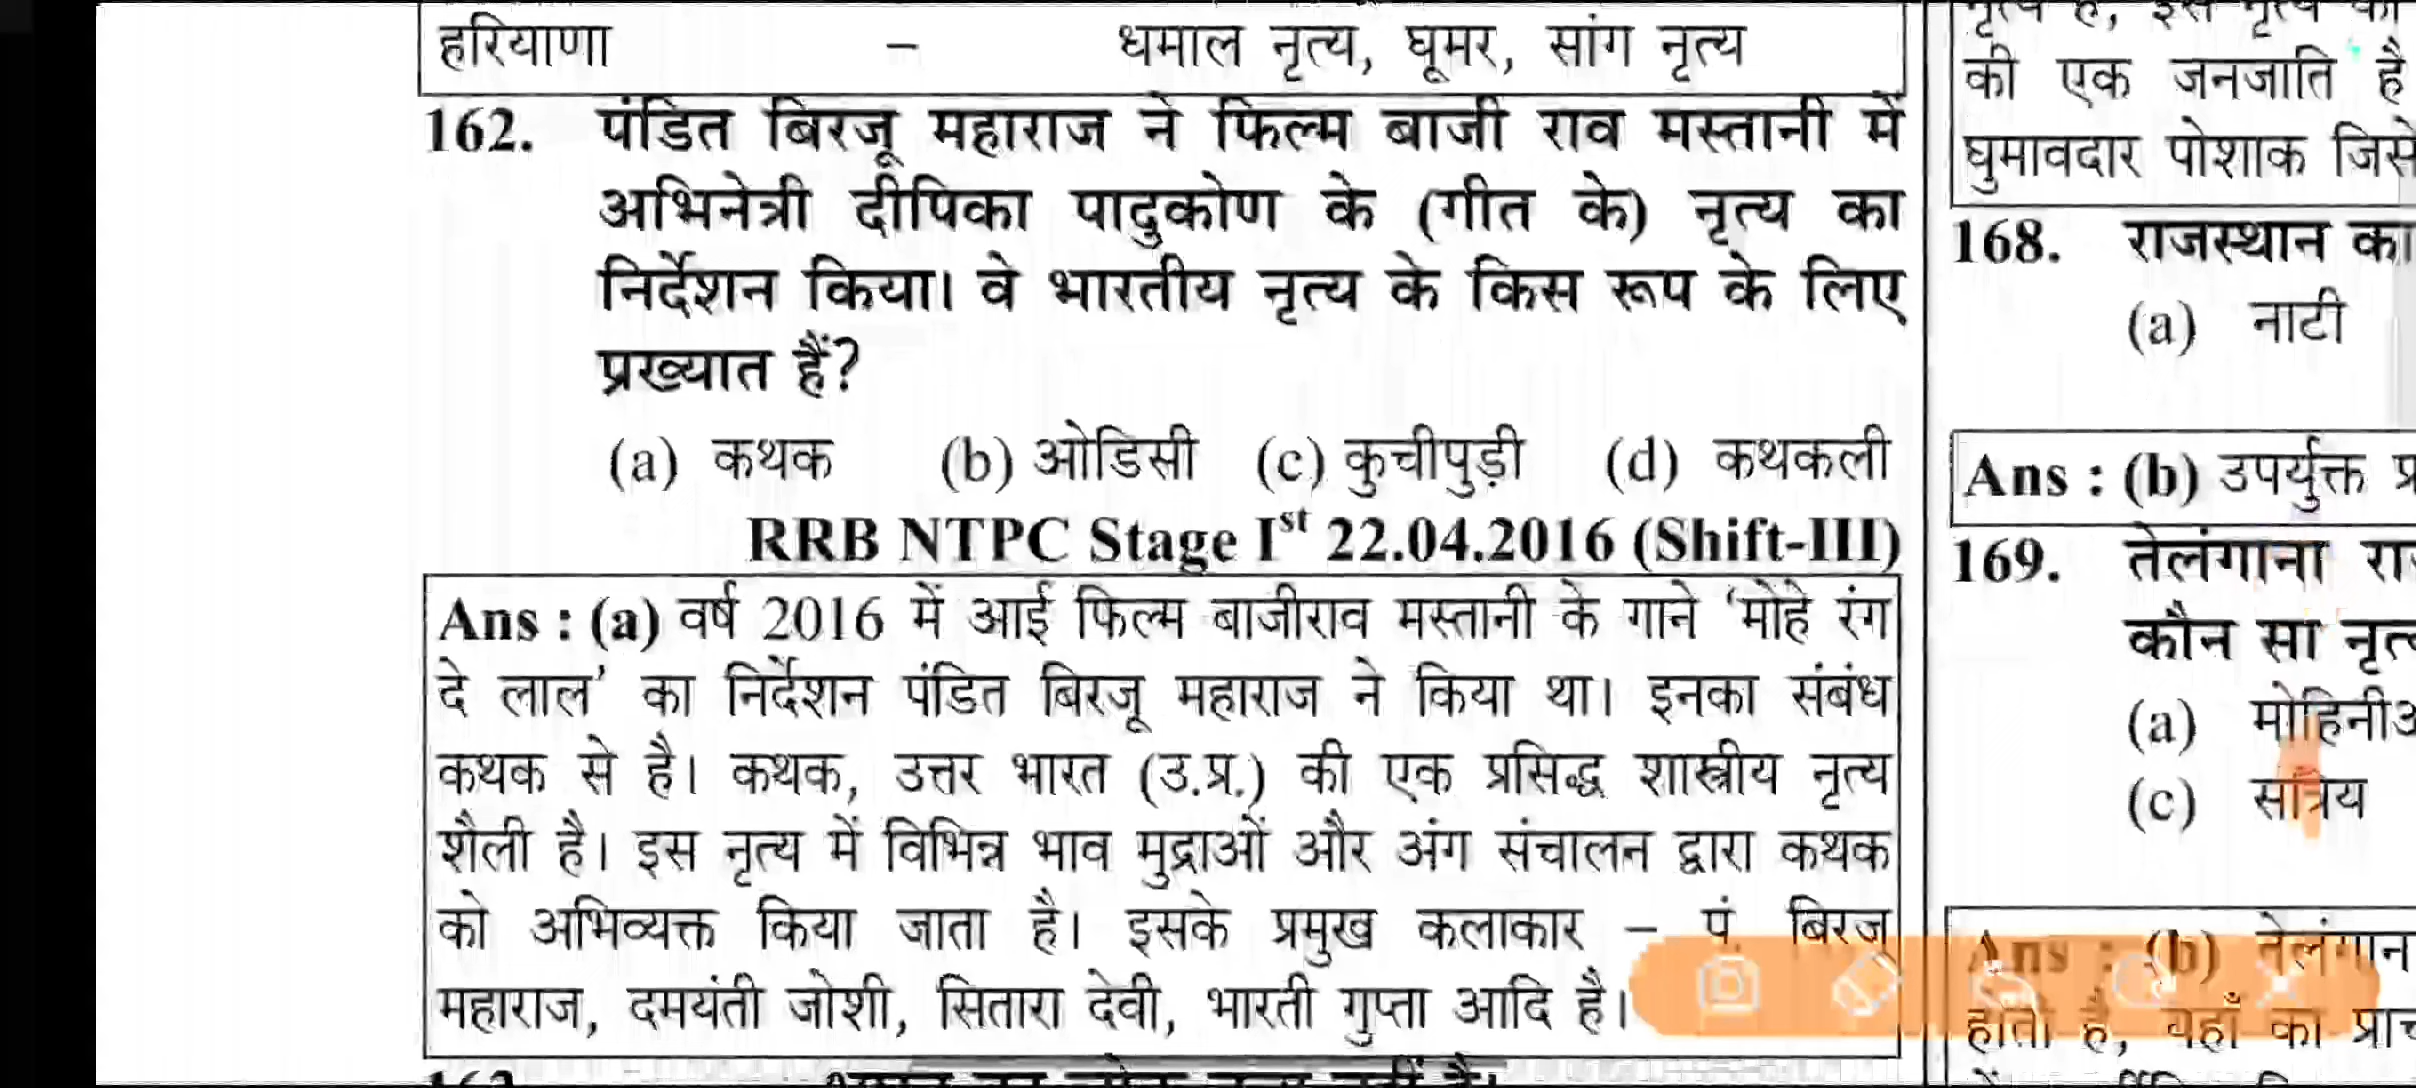 हरियाणा – धमाल नृत्य, घूमर, सांग नृत्य
162. पंडित बिरजू महाराज ने फिल्म बाजी राव मस्तानी में
अभिनेत्री दीपिका पादुकोण के (गीत के) नृत्य का
निर्देशन किया। वे भारतीय नृत्य के किस रूप के लिए
प्रख्यात हैं?
(a) कथक (b) ओडिसी (c) कुचीपुड़ी (d) कथकली
RRB NTPC Stage Ist 22.04.2016 (Shift-III)
Ans : (a) वर्ष 2016 में आई फिल्म बाजीराव मस्तानी के गाने ‘मोहे रंग
दे लाल’ का निर्देशन पंडित बिरजू महाराज ने किया था। इनका संबंध
कथक से है। कथक, उत्तर भारत (उ.प्र.) की एक प्रसिद्ध शास्त्रीय नृत्य
शैली है। इस नृत्य में विभिन्न भाव मुद्राओं और अंग संचालन द्वारा कथक
को अभिव्यक्त किया जाता है। इसके प्रमुख कलाकार – पं. बिरजू
महाराज, दमयंती जोशी, सितारा देवी, भारती गुप्ता आदि है।
की एक जनजाति है
घुमावदार पोशाक जिसे
168. राजस्थान का
(a) नाटी
Ans : (b) उपर्युक्त
169. तेलंगाना
कौन सा
(a)
(c) सत्रिय
Ans : (b)
होता है, यहाँ का